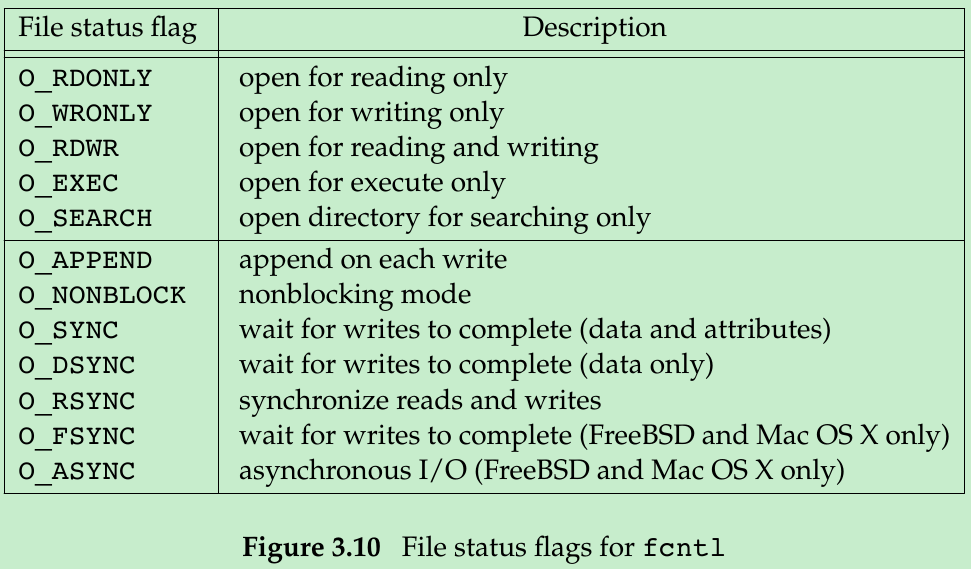 File status flag Description
O_RDONLY open for reading only
O_WRONLY open for writing only
O_RDWR open for reading and writing
O_EXEC open for execute only
O_SEARCH open directory for searching only
O_APPEND append on each write
O_NONBLOCK nonblocking mode
O_SYNC wait for writes to complete (data and attributes)
O_DSYNC wait for writes to complete (data only)
O_RSYNC synchronize reads and writes
O_FSYNC wait for writes to complete (FreeBSD and Mac OS X only)
O_ASYNC asynchronous I/O (FreeBSD and Mac OS X only)
Figure 3.10 File status flags for fcntl